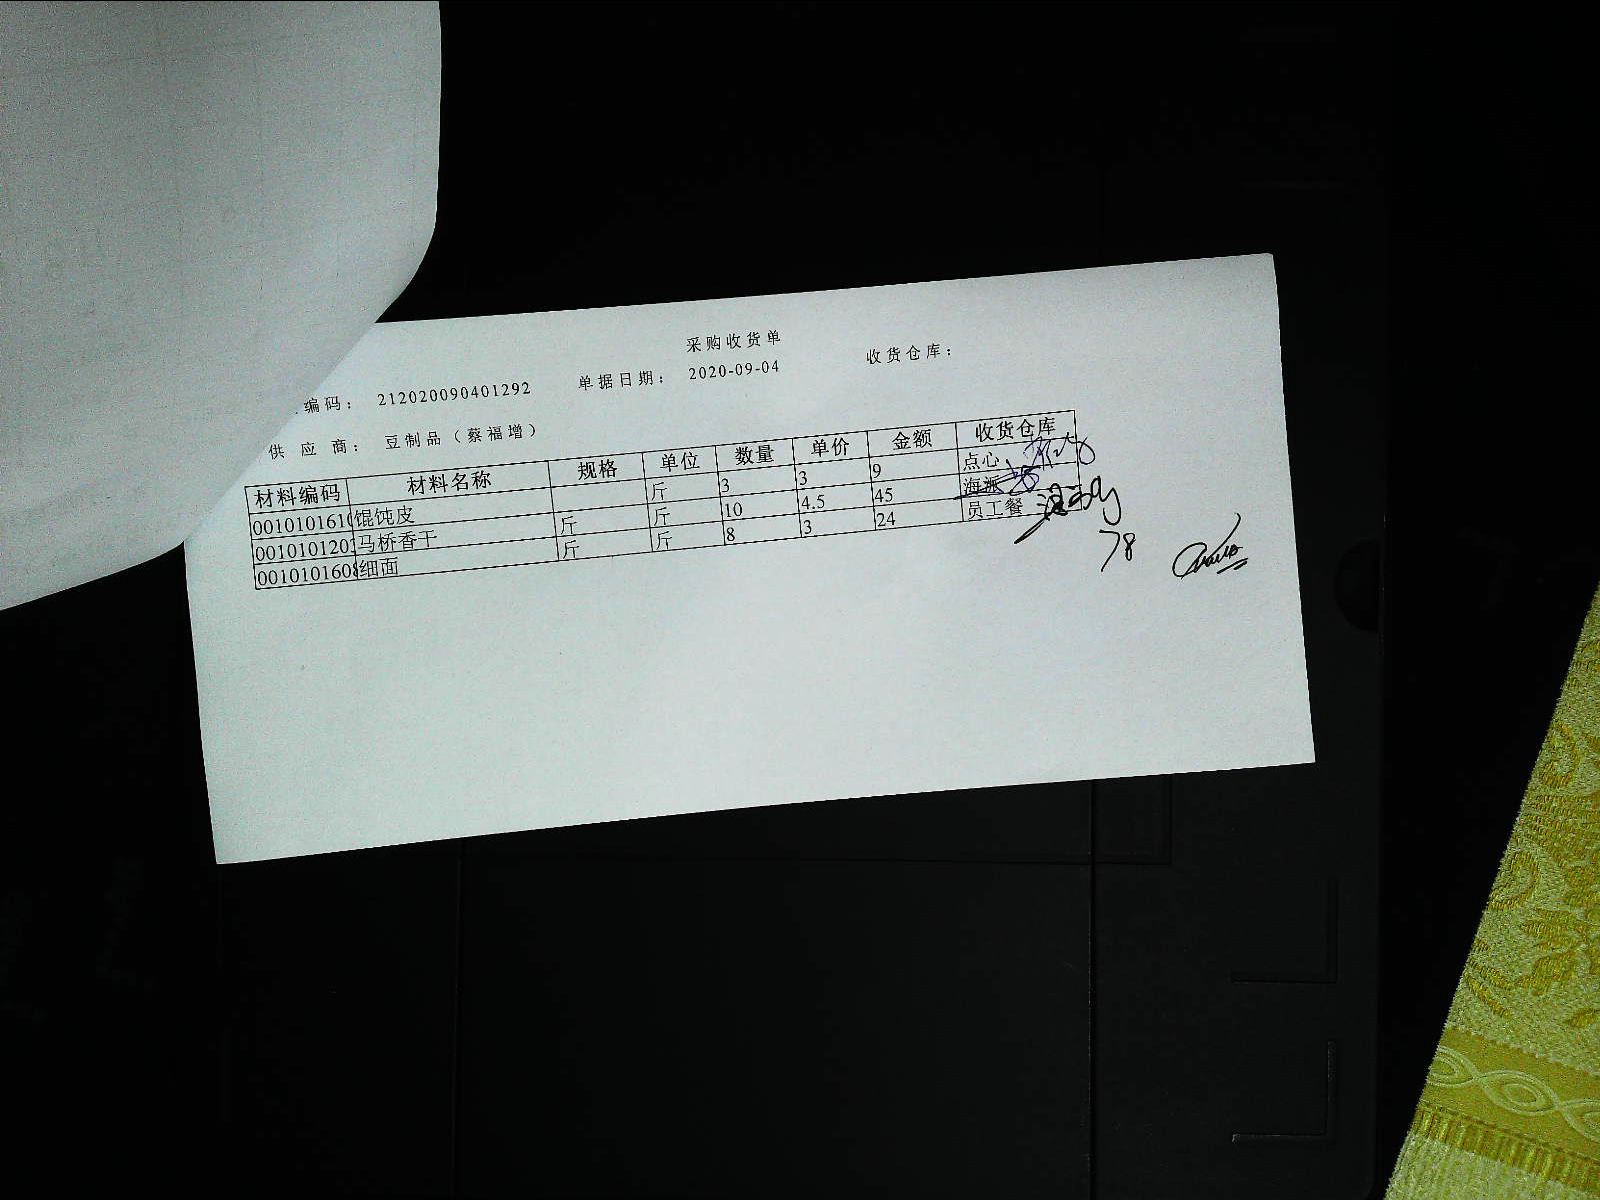 采购收货单
编码： 212020090401292 单据日期： 2020-09-04 收货仓库：
供应商： 豆制品（蔡福增）
材料编码 材料名称 规格 单位 数量 单价 金额 收货仓库
0010101610 馄饨皮 斤 3 3 9 点心
001010120 马桥香干 斤 斤 10 4.5 45 海派
0010101608 细面 斤 斤 8 3 24 员工餐
78